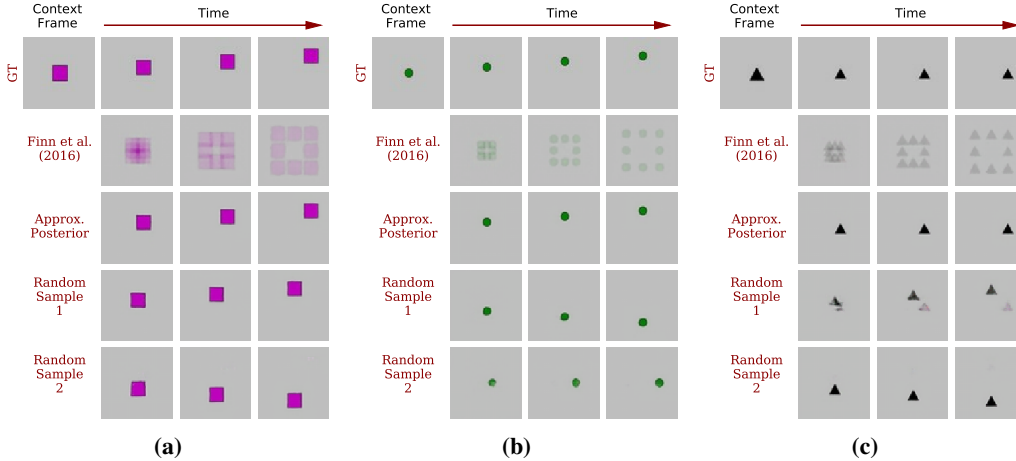 Context
Frame
Time
GT
Finn et al.
(2016)
Approx.
Posterior
Random
Sample
1
Random
Sample
2
(a)
Context
Frame
Time
GT
Finn et al.
(2016)
Approx.
Posterior
Random
Sample
1
Random
Sample
2
(b)
Context
Frame
Time
GT
Finn et al.
(2016)
Approx.
Posterior
Random
Sample
1
Random
Sample
2
(c)